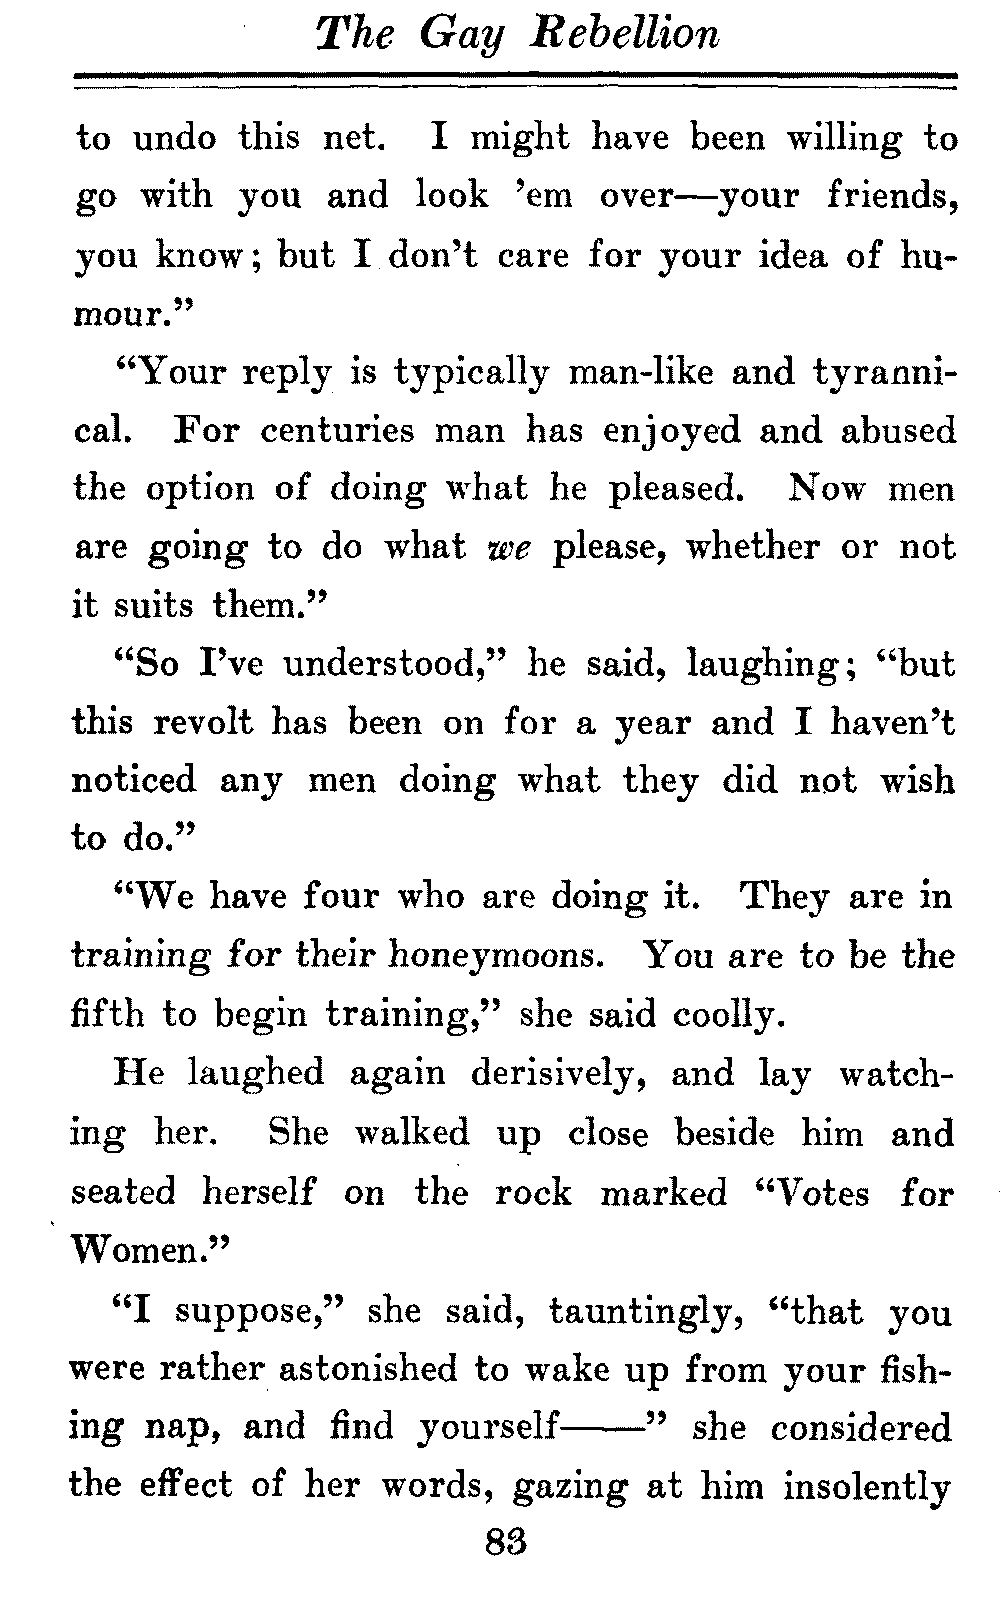 The Gay Rebellion
to undo this net. I might have been willing to
go with you and look ’em over—your friends,
you know; but I don’t care for your idea of hu-
mour.”
“Your reply is typically man-like and tyranni-
cal. For centuries man has enjoyed and abused
the option of doing what he pleased. Now men
are going to do what we please, whether or not
it suits them.”
“So I’ve understood,” he said, laughing; “but
this revolt has been on for a year and I haven’t
noticed any men doing what they did not wish
to do.”
“We have four who are doing it. They are in
training for their honeymoons. You are to be the
fifth to begin training,” she said coolly.
He laughed again derisively, and lay watch-
ing her. She walked up close beside him and
seated herself on the rock marked “Votes for
Women.”
“I suppose,” she said, tauntingly, “that you
were rather astonished to wake up from your fish-
ing nap, and find yourself——” she considered
the effect of her words, gazing at him insolently
83